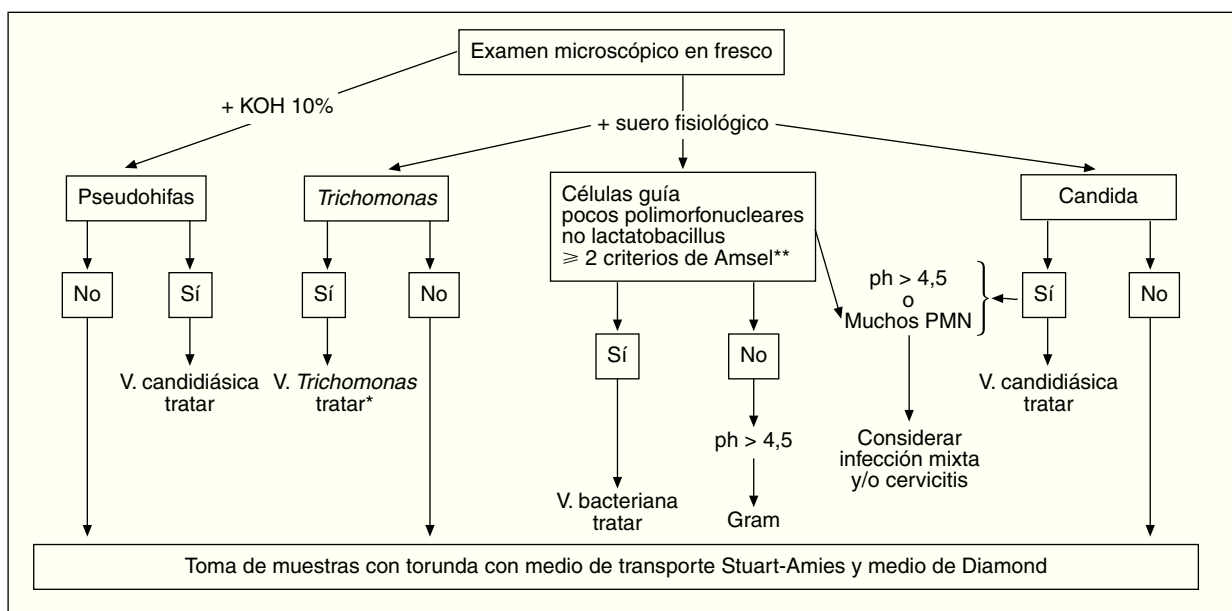 Examen microscópico en fresco
+ KOH 10%
+ suero fisiológico
Pseudohifas
Trichomonas
Células guía
pocos polimorfonucleares
no lactatobacillus
⩾ 2 criterios de Amsel**
Candida
No
Sí
Sí
No
Sí
No
ph > 4,5
o
Muchos PMN
Sí
No
V. candidiásica
tratar
V. Trichomonas
tratar*
V. bacteriana
tratar
ph > 4,5
Gram
Considerar
infección mixta
y/o cervicitis
V. candidiásica
tratar
Toma de muestras con torunda con medio de transporte Stuart-Amies y medio de Diamond